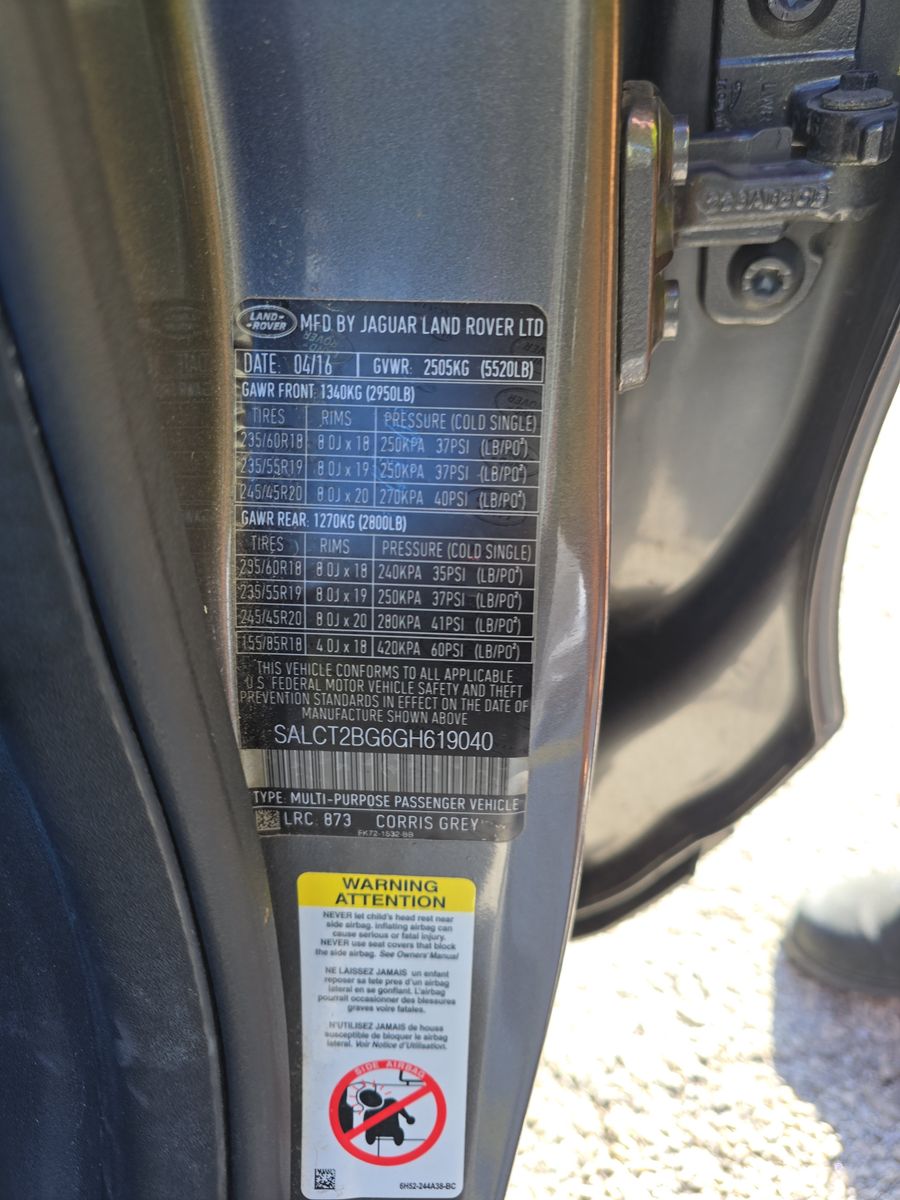 LAND ROVER
MFD BY JAGUAR LAND ROVER LTD
DATE: 04/16 GVWR: 2505KG (5520LB)
GAWR FRONT: 1340KG (2950LB)
TIRES RIMS PRESSURE (COLD SINGLE)
235/60R18 8.0J x 18 250KPA 37PSI (LB/PO²)
235/55R19 8.0J x 19 250KPA 37PSI (LB/PO²)
245/45R20 8.0J x 20 270KPA 40PSI (LB/PO²)
GAWR REAR: 1270KG (2800LB)
TIRES RIMS PRESSURE (COLD SINGLE)
235/60R18 8.0J x 18 240KPA 35PSI (LB/PO²)
235/55R19 8.0J x 19 250KPA 37PSI (LB/PO²)
245/45R20 8.0J x 20 280KPA 41PSI (LB/PO²)
155/85R18 4.0J x 18 420KPA 60PSI (LB/PO²)
THIS VEHICLE CONFORMS TO ALL APPLICABLE
U.S. FEDERAL MOTOR VEHICLE SAFETY AND THEFT
PREVENTION STANDARDS IN EFFECT ON THE DATE OF
MANUFACTURE SHOWN ABOVE
SALCT2BG6GH619040
TYPE: MULTI-PURPOSE PASSENGER VEHICLE
LRC: 873 CORRIS GREY
FK72-1532-BB
WARNING
ATTENTION
NEVER let child's head rest near
side airbag. inflating airbag can
cause serious or fatal injury.
NEVER use seat covers that block
the side airbag. See Owners' Manual
NE LAISSEZ JAMAIS un enfant
reposer sa tete pres d'un airbag
lateral en se gonflant. L'airbag
pourrait occasionner des blessures
graves voire fatales.
N'UTILISEZ JAMAIS de houss
susceptible de bloquer le airbag
lateral. Voir Notice d'Utilisation.
SIDE AIRBAG
6H52-244A38-BC